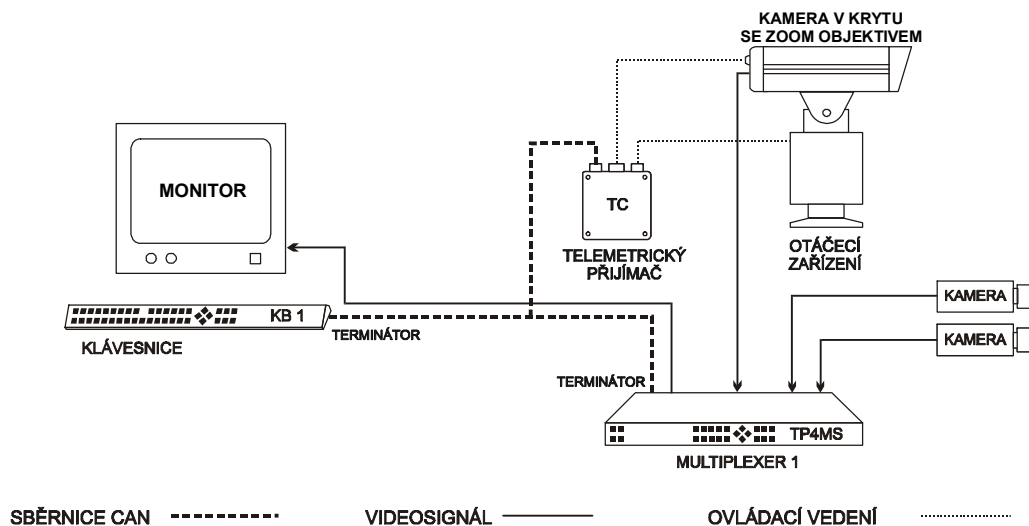 KAMERA V KRYTU
SE ZOOM OBJEKTIVEM
MONITOR
TC
TELEMETRICKÝ
PŘIJÍMAČ
OTÁČECÍ
ZAŘÍZENÍ
KAMERA
KB 1
TERMINÁTOR
KLÁVESNICE
KAMERA
TERMINÁTOR
TP4MS
MULTIPLEXER 1
SBĚRNICE CAN
VIDEOSIGNÁL
OVLÁDACÍ VEDENÍ